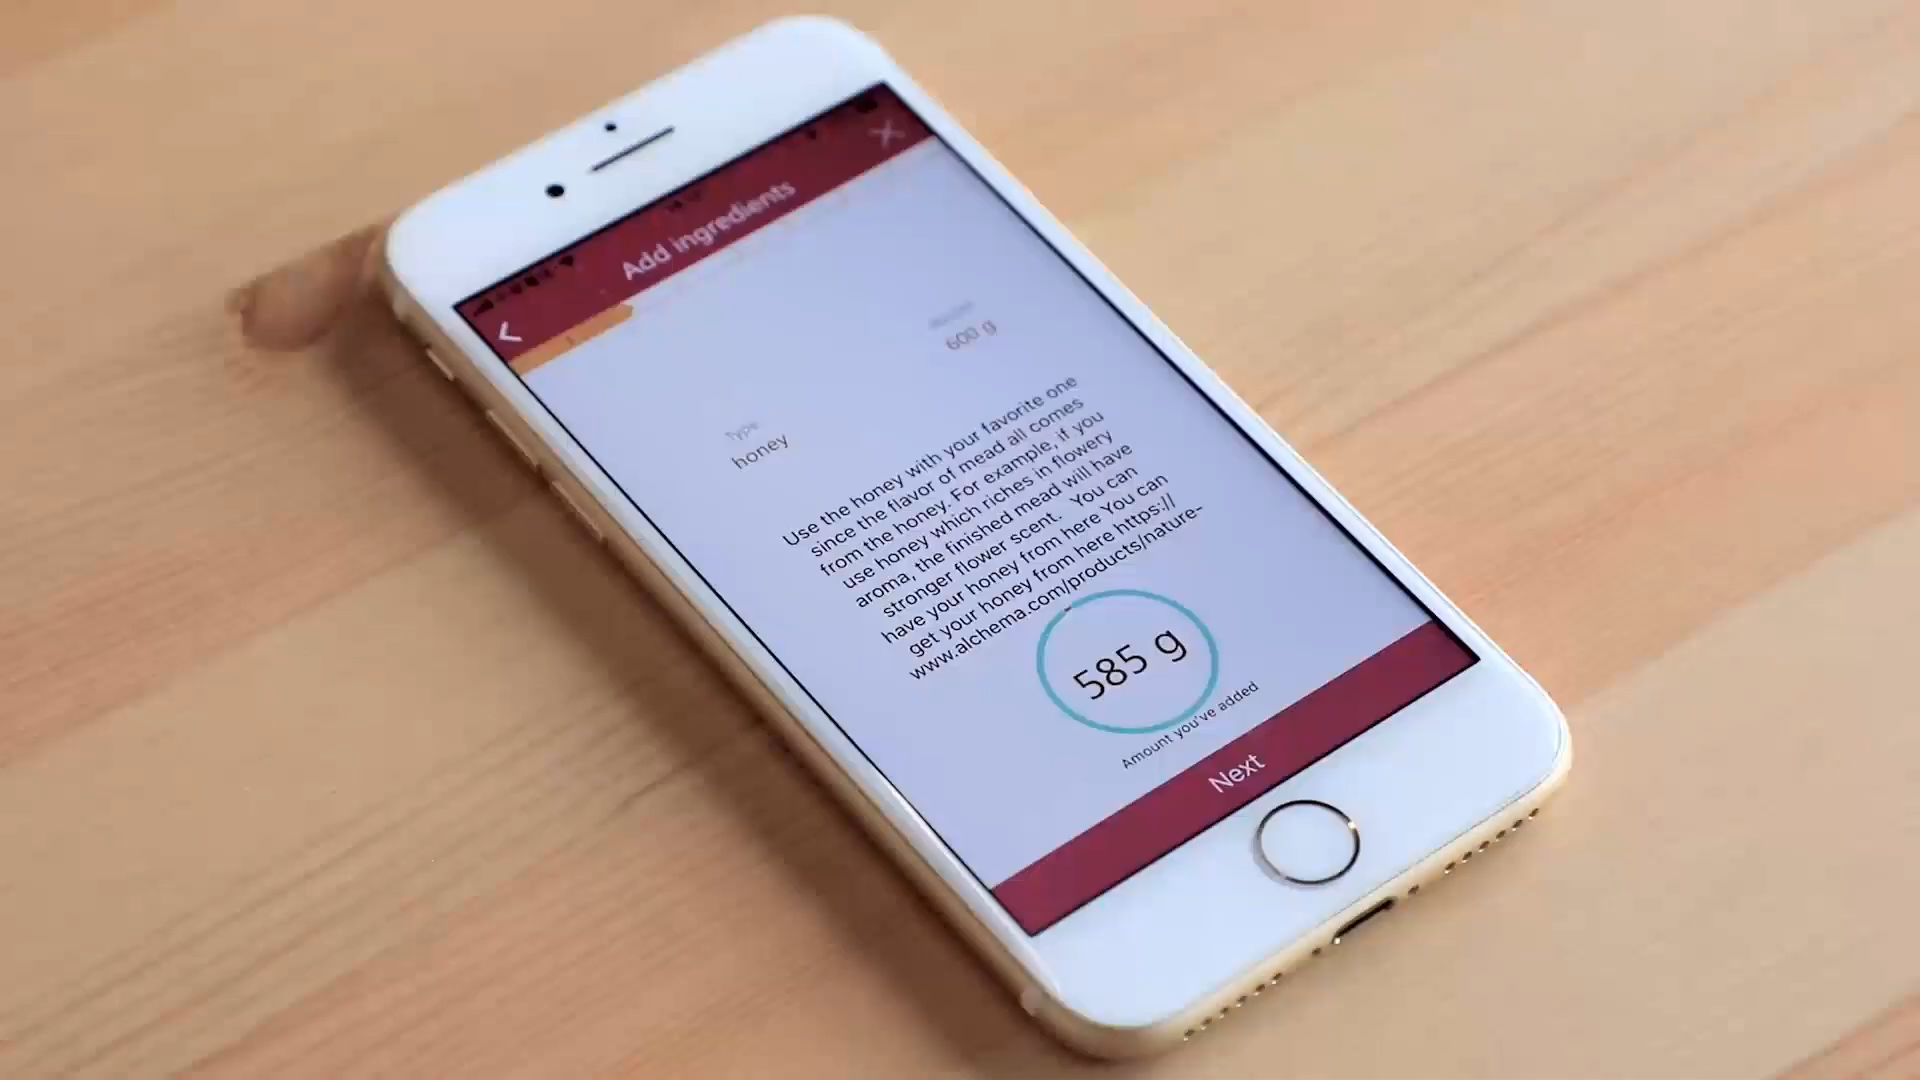 Add ingredients
600 g
Type
honey
Use the honey with your favorite one
since the flavor of mead all comes
from the honey. For example, if you
use honey which riches in flowery
aroma, the finished mead will have
stronger flower scent. You can
have your honey from here You can
get your honey from here https://
www.alchema.com/products/nature-
585 g
Amount you've added
Next